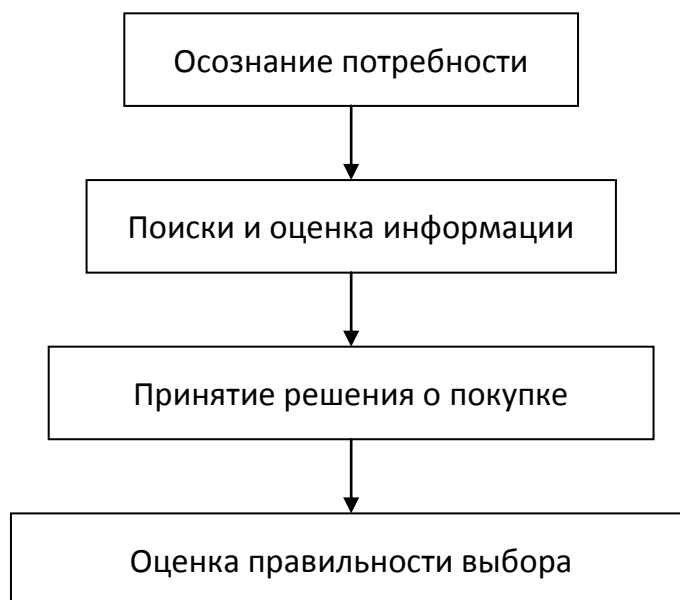 Осознание потребности
Поиски и оценка информации
Принятие решения о покупке
Оценка правильности выбора